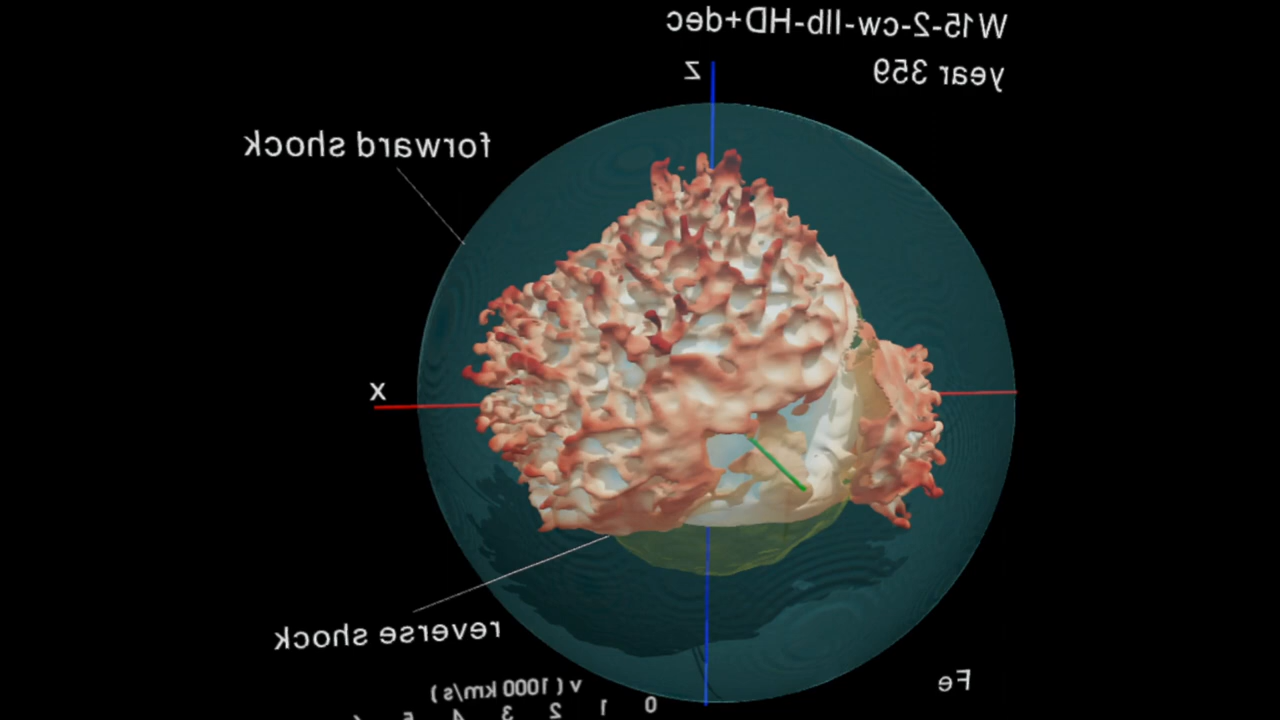 W15-2-cw-IIb-HD+dec
year 359
z
forward shock
x
reverse shock
Fe
v ( 1000 km/s )
0 1 2 3 4 5